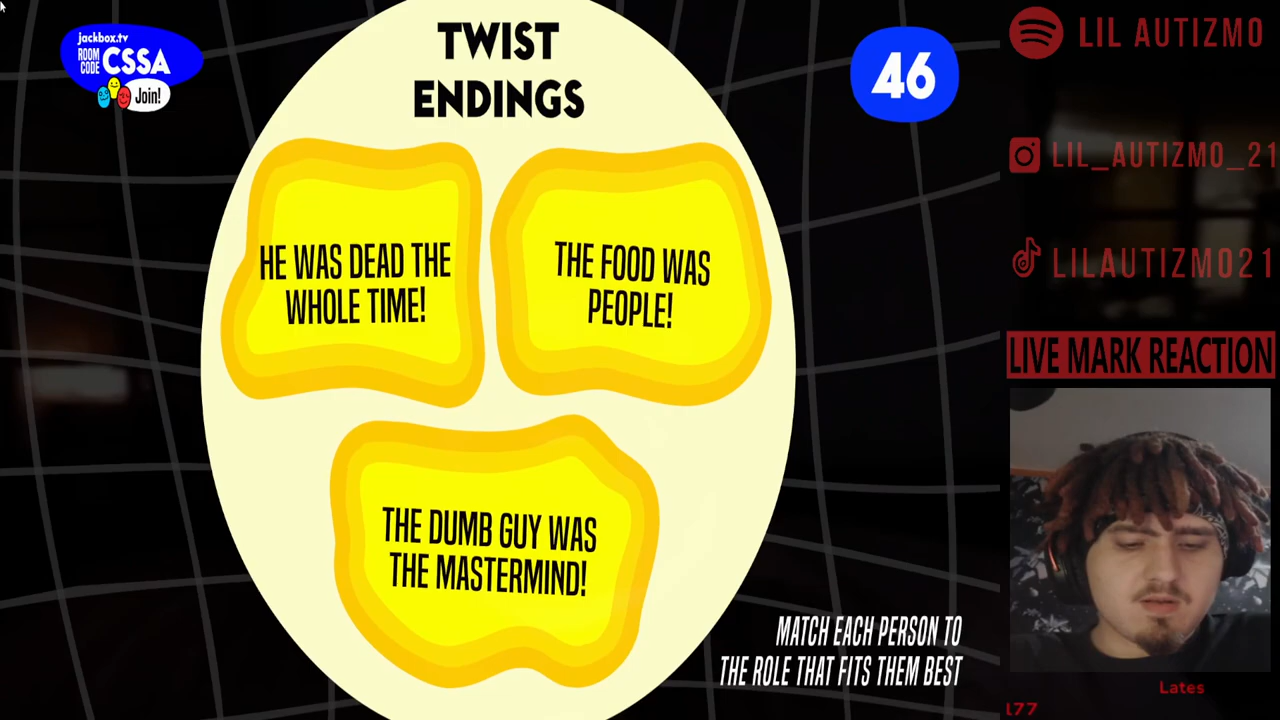 jackbox.tv
ROOM CODE CSSA
Join!
TWIST
ENDINGS
46
HE WAS DEAD THE
WHOLE TIME!
THE FOOD WAS
PEOPLE!
THE DUMB GUY WAS
THE MASTERMIND!
MATCH EACH PERSON TO
THE ROLE THAT FITS THEM BEST
LIL AUTIZMO
LIL_AUTIZMO_21
LILAUTIZMO21
LIVE MARK REACTION
Lates
177